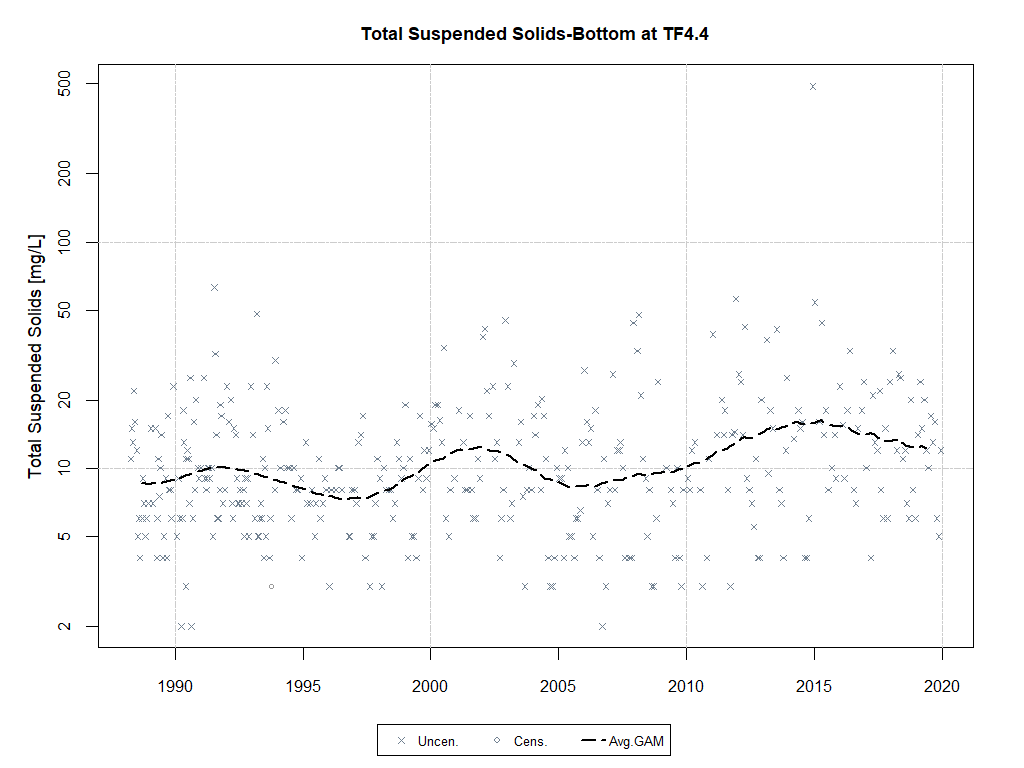 Total Suspended Solids-Bottom at TF4.4
Total Suspended Solids [mg/L]
500
200
100
50
20
10
5
2
1990 1995 2000 2005 2010 2015 2020
Uncen. Cens. Avg.GAM